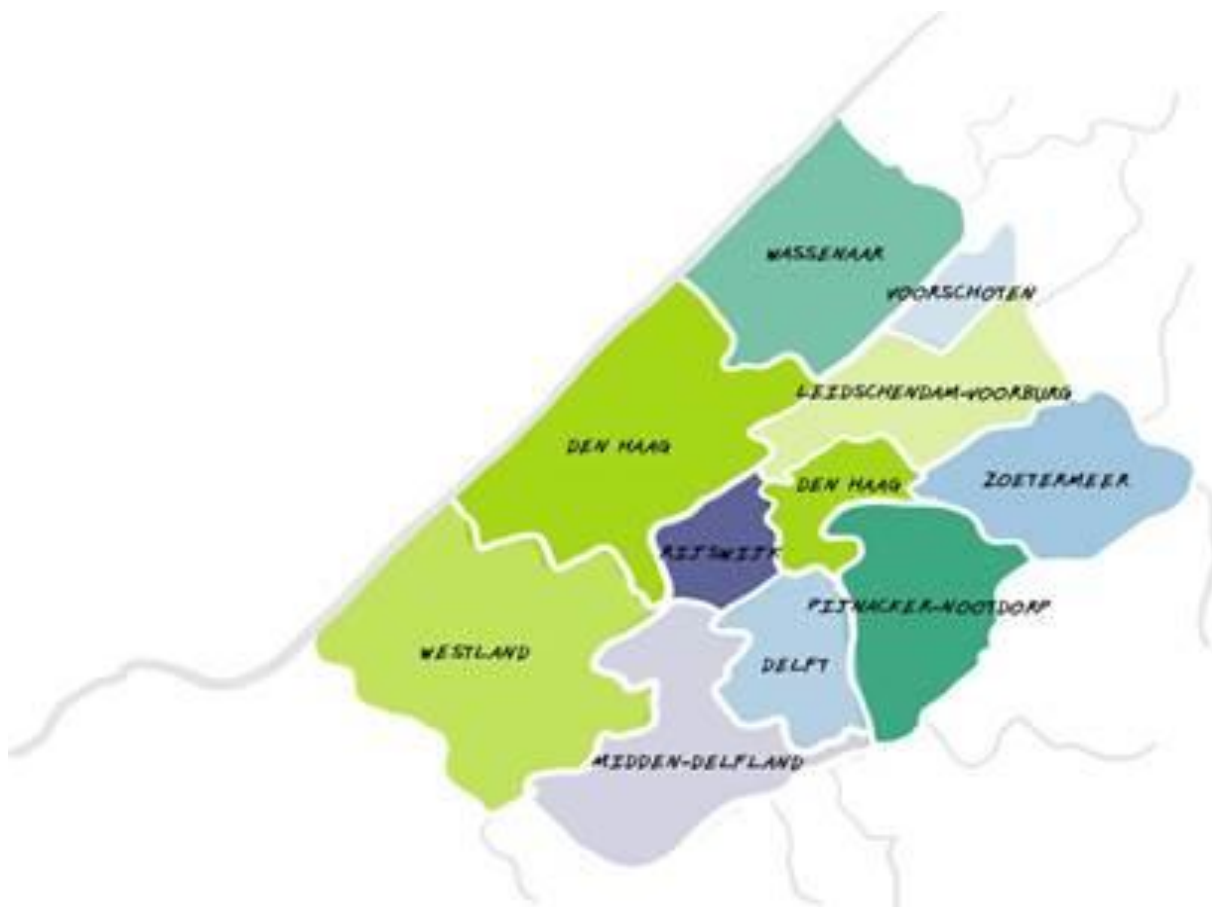 WASSENAAR
VOORSCHOTEN
LEIDSCHENDAM-VOORBURG
DEN HAAG
DEN HAAG
ZOETERMEER
RIJSWIJK
PIJNACKER-NOOTDORP
WESTLAND
DELFT
MIDDEN-DELFLAND